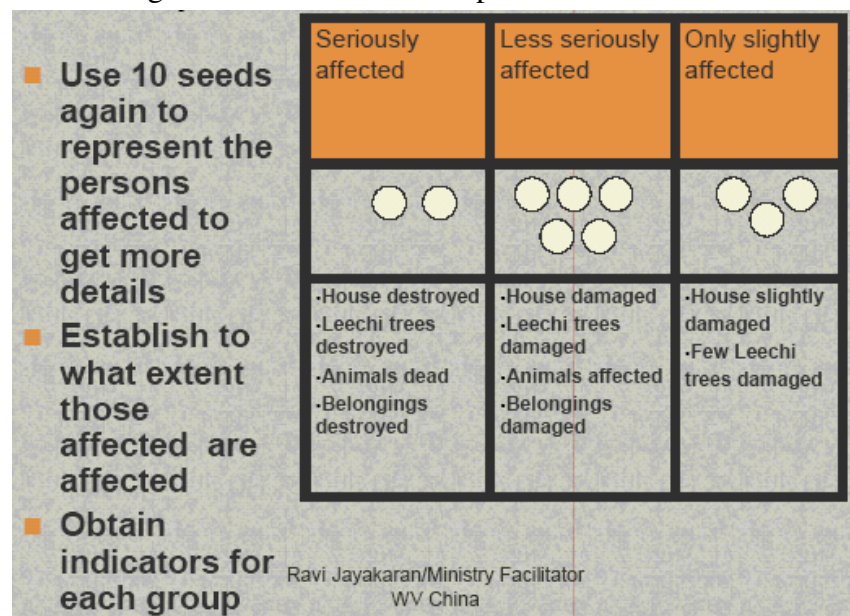 Use 10 seeds
again to
represent the
persons
affected to
get more
details
Establish to
what extent
those
affected are
affected
Obtain
indicators for
each group
Seriously
affected
Less seriously
affected
Only slightly
affected
•House destroyed
•Leechi trees
destroyed
•Animals dead
•Belongings
destroyed
•House damaged
•Leechi trees
damaged
•Animals affected
•Belongings
damaged
•House slightly
damaged
•Few Leechi
trees damaged
Ravi Jayakaran/Ministry Facilitator
WV China